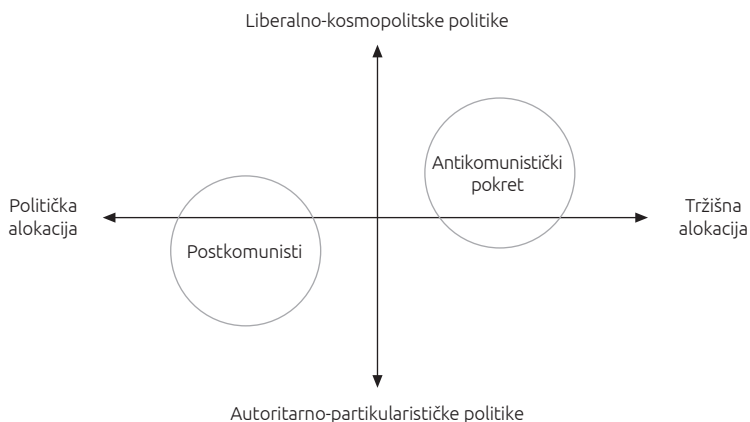 Liberalno-kosmopolitske politike
Antikomunistički
pokret
Politička
alokacija
Tržišna
alokacija
Postkomunisti
Autoritarno-partikularističke politike